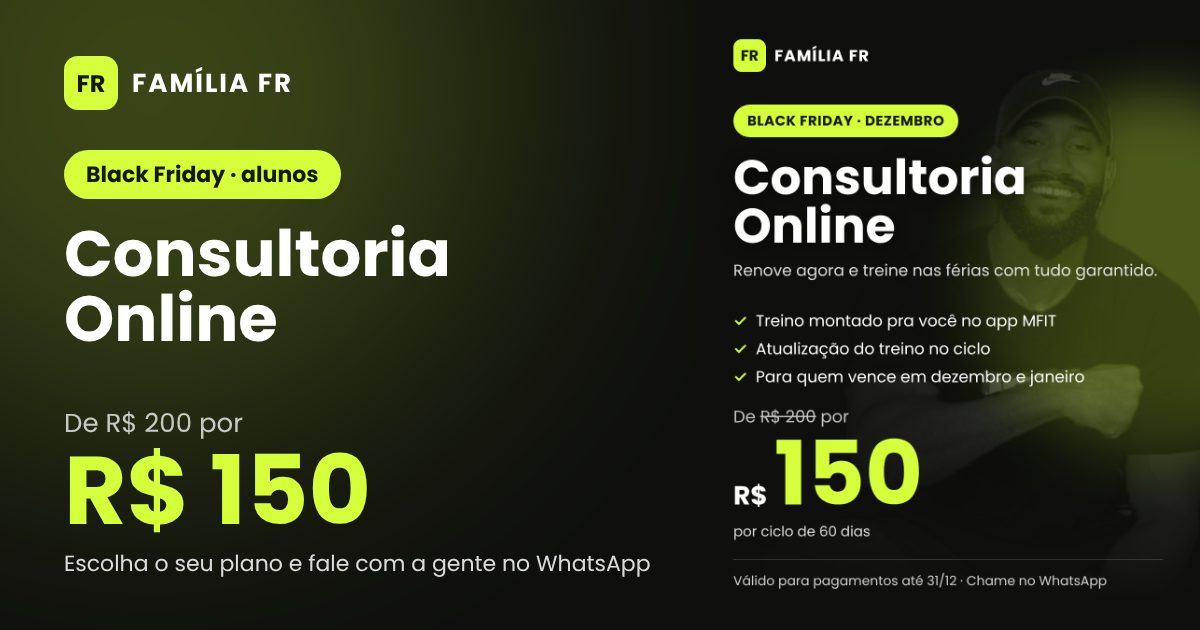 FR FAMÍLIA FR
Black Friday · alunos
Consultoria
Online
De R$ 200 por
R$ 150
Escolha o seu plano e fale com a gente no WhatsApp
FR FAMÍLIA FR
BLACK FRIDAY · DEZEMBRO
Consultoria
Online
Renove agora e treine nas férias com tudo garantido.
Treino montado pra você no app MFIT
Atualização do treino no ciclo
Para quem vence em dezembro e janeiro
De R$ 200 por
R$ 150
por ciclo de 60 dias
Válido para pagamentos até 31/12 · Chame no WhatsApp